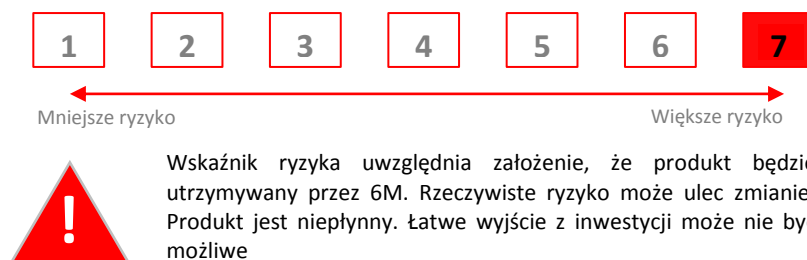 1 2 3 4 5 6 7
Mniejsze ryzyko Większe ryzyko
!
Wskaźnik ryzyka uwzględnia założenie, że produkt będzie
utrzymywany przez 6M. Rzeczywiste ryzyko może ulec zmianie
Produkt jest niepłynny. Łatwe wyjście z inwestycji może nie by
możliwe